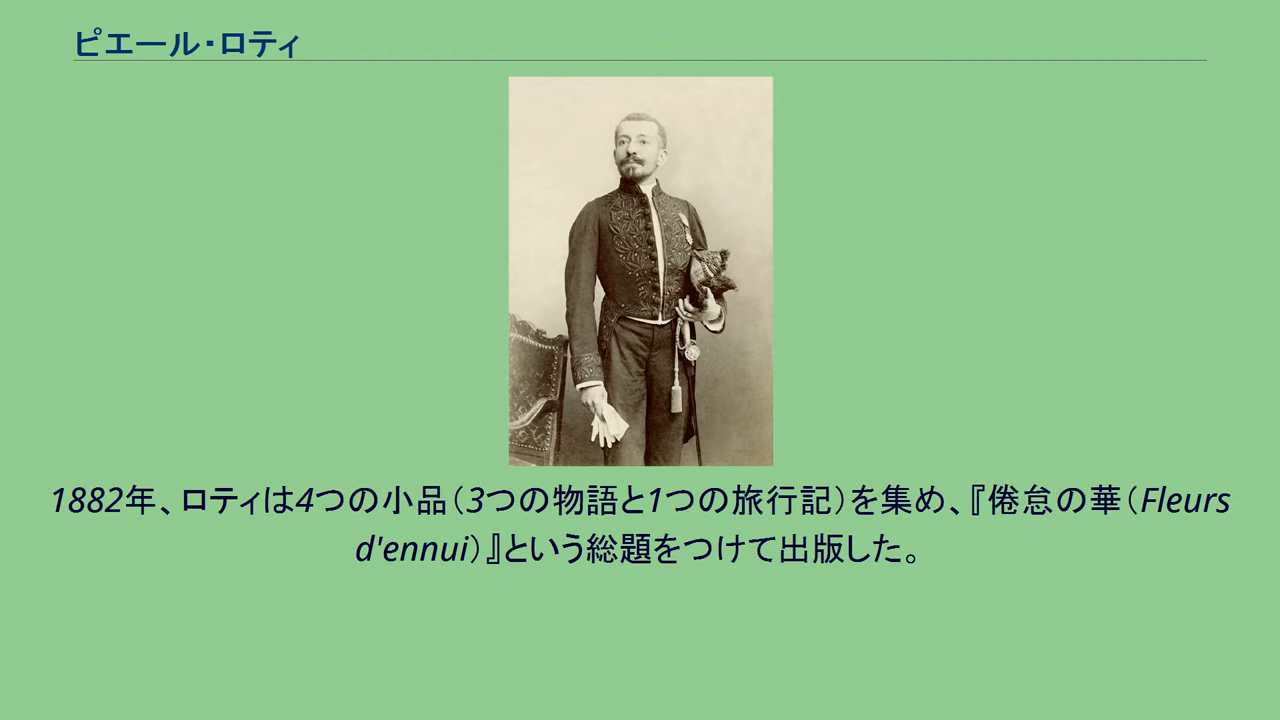 ピエール・ロティ
1882年、ロティは4つの小品（3つの物語と1つの旅行記）を集め、『倦怠の華（Fleurs
d'ennui）』という総題をつけて出版した。